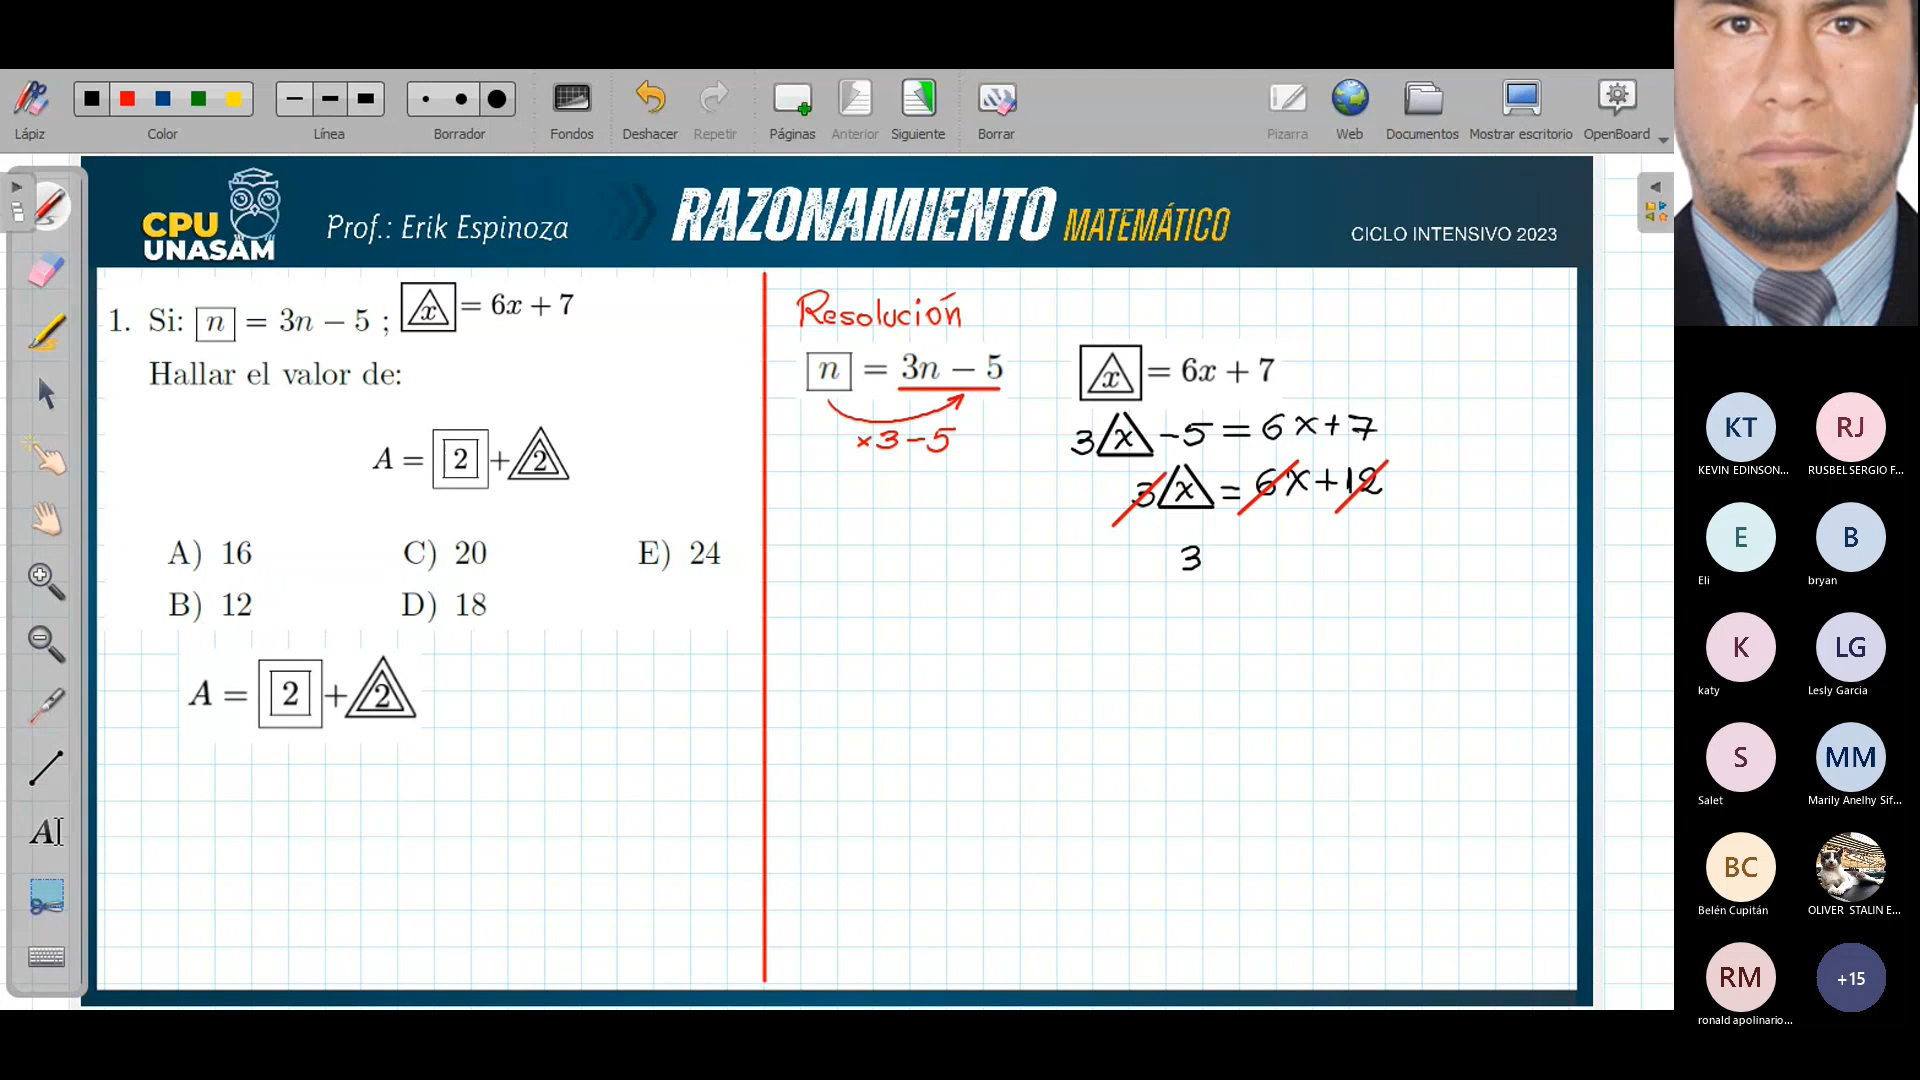 Lápiz
Color
Línea
Borrador
Fondos
Deshacer
Repetir
Páginas
Anterior
Siguiente
Borrar
Pizarra
Web
Documentos
Mostrar escritorio
OpenBoard
CPU
UNASAM
Prof.: Erik Espinoza
RAZONAMIENTO MATEMÁTICO
CICLO INTENSIVO 2023
1. Si: n = 3n − 5 ; x = 6x + 7
Hallar el valor de:
A = 2 + 2
A) 16
C) 20
E) 24
B) 12
D) 18
A = 2 + 2
Resolución
n = 3n − 5
×3−5
x = 6x + 7
3x−5=6x+7
3x=6x+12
3
A
KT
KEVIN EDINSON...
RJ
RUSBEL SERGIO F...
E
Eli
B
bryan
K
katy
LG
Lesly Garcia
S
Salet
MM
Marily Anelhy Sif...
BC
Belén Cupitán
OLIVER STALIN E...
RM
ronald apolinario...
+15